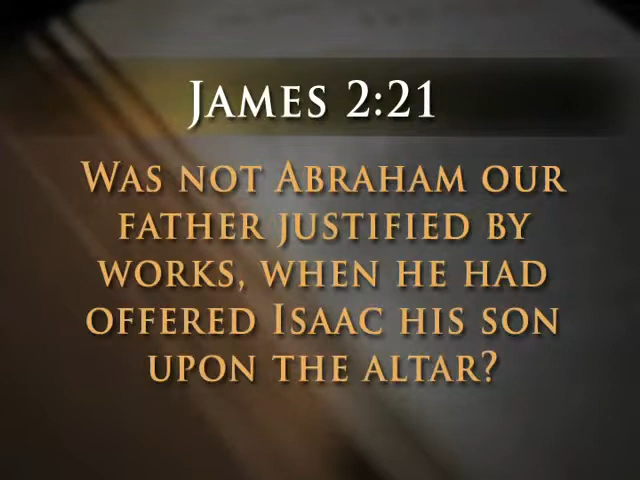 James 2:21
Was not Abraham our
father justified by
works, when he had
offered Isaac his son
upon the altar?